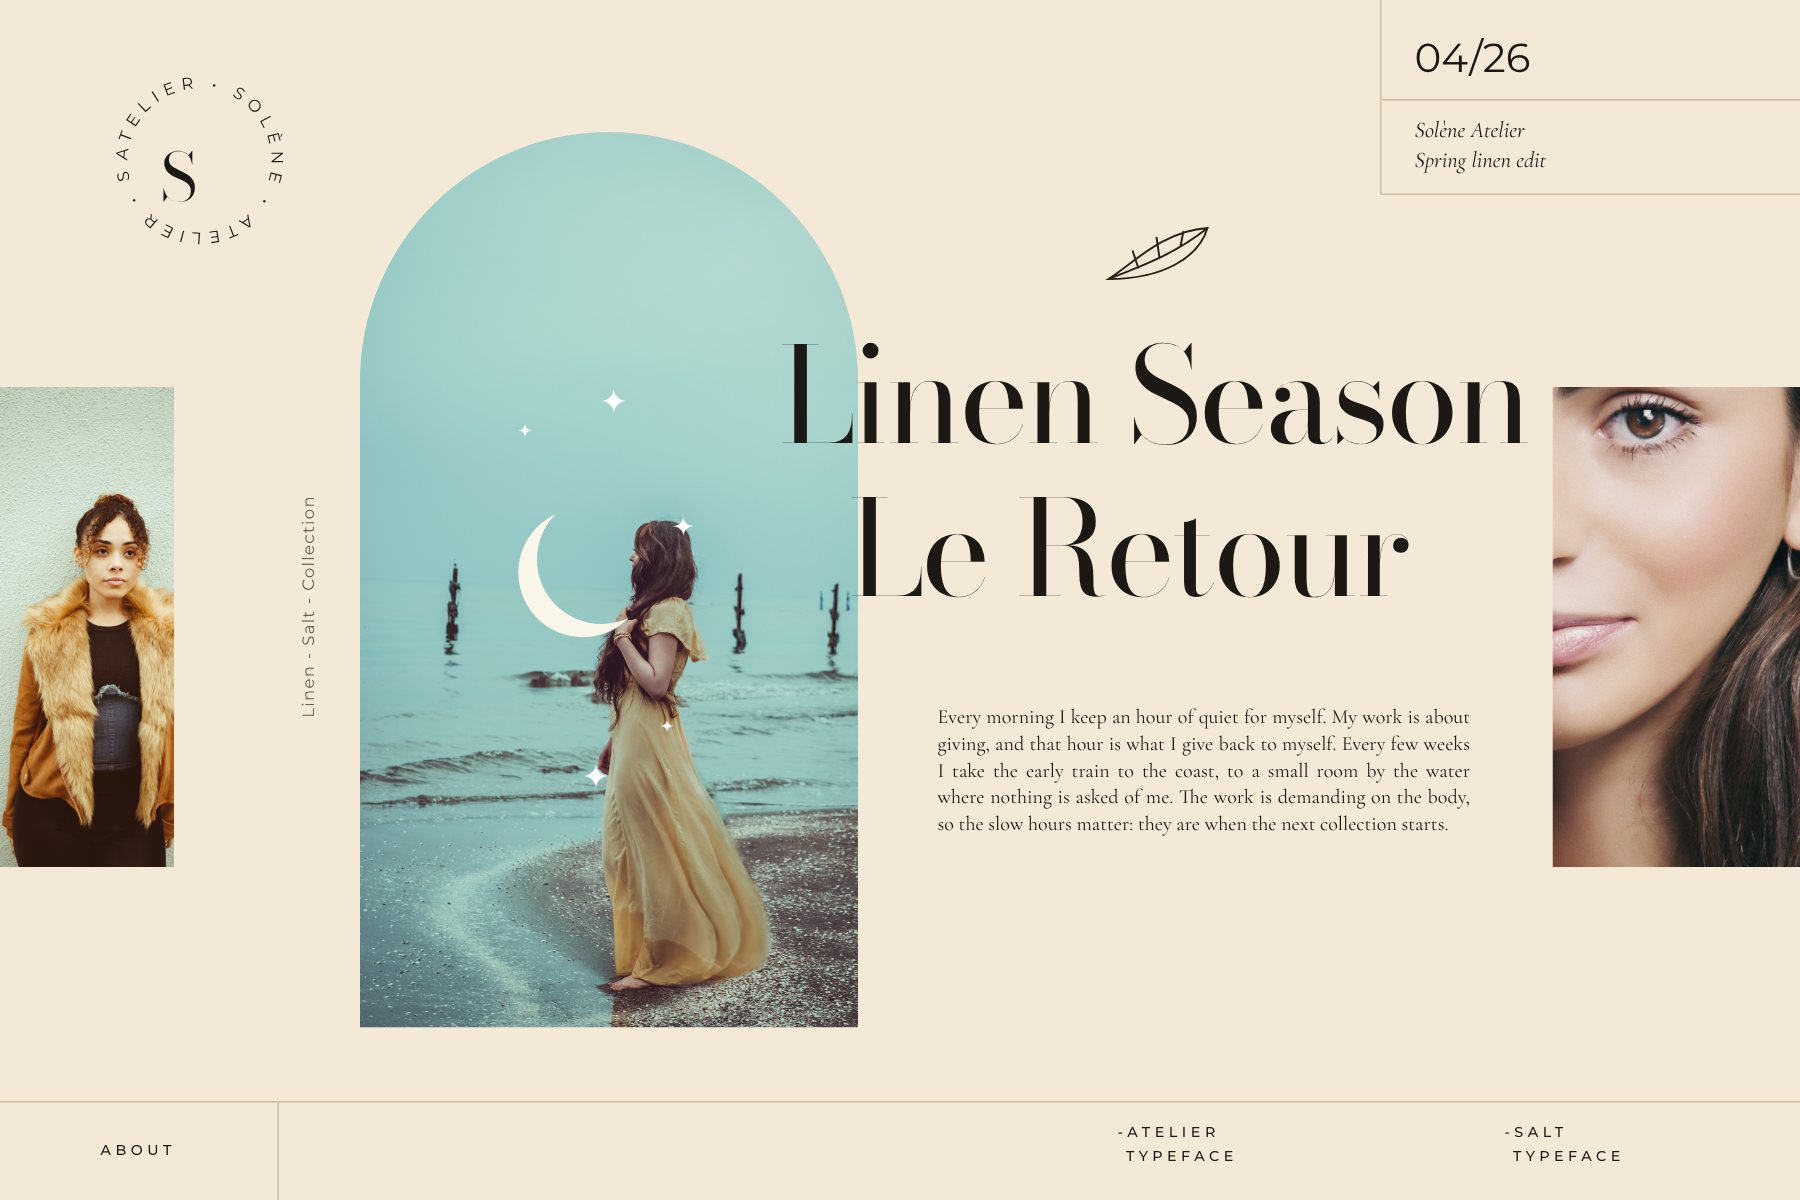 SATELIER · SOLÈNE · ATELIER ·
S
04/26
Solène Atelier
Spring linen edit
Linen Season
Le Retour
Linen - Salt - Collection
Every morning I keep an hour of quiet for myself. My work is about
giving, and that hour is what I give back to myself. Every few weeks
I take the early train to the coast, to a small room by the water
where nothing is asked of me. The work is demanding on the body,
so the slow hours matter: they are when the next collection starts.
ABOUT
-ATELIER
TYPEFACE
-SALT
TYPEFACE